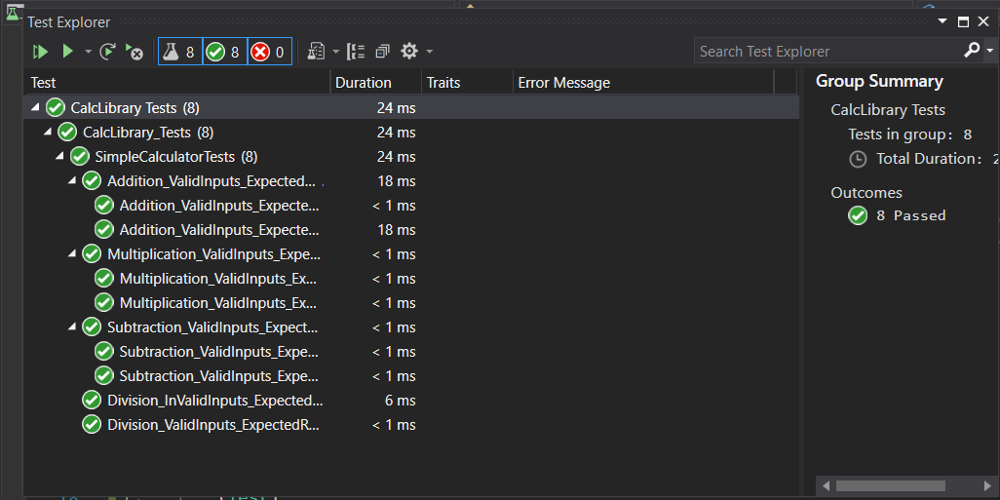 Test Explorer
8 8 0
Search Test Explorer
Test Duration Traits Error Message
CalcLibrary Tests (8) 24 ms
CalcLibrary_Tests (8) 24 ms
SimpleCalculatorTests (8) 24 ms
Addition_ValidInputs_Expected... 18 ms
Addition_ValidInputs_Expecte... < 1 ms
Addition_ValidInputs_Expecte... 18 ms
Multiplication_ValidInputs_Expe... < 1 ms
Multiplication_ValidInputs_Ex... < 1 ms
Multiplication_ValidInputs_Ex... < 1 ms
Subtraction_ValidInputs_Expect... < 1 ms
Subtraction_ValidInputs_Expe... < 1 ms
Subtraction_ValidInputs_Expe... < 1 ms
Division_InValidInputs_Expected... 6 ms
Division_ValidInputs_ExpectedR... < 1 ms
Group Summary
CalcLibrary Tests
Tests in group: 8
Total Duration: 2
Outcomes
8 Passed